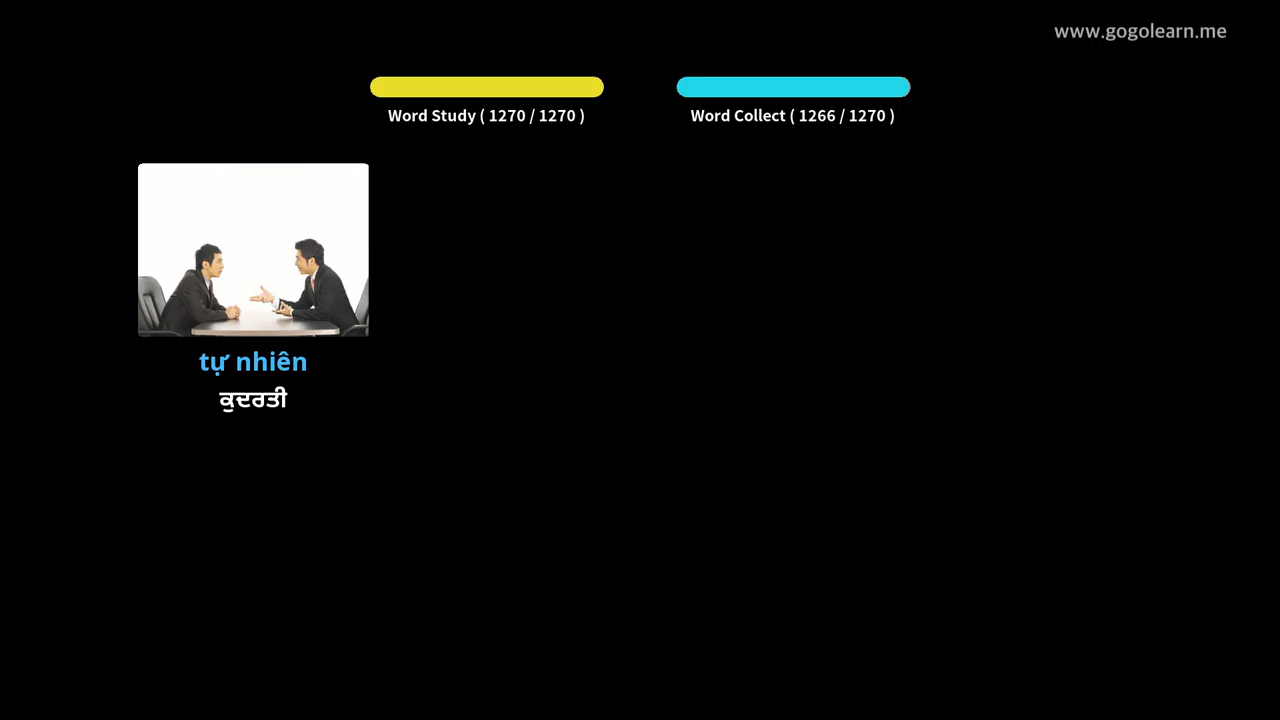 www.gogolearn.me
Word Study ( 1270 / 1270 )
Word Collect ( 1266 / 1270 )
tự nhiên
ਕੁਦਰਤੀ